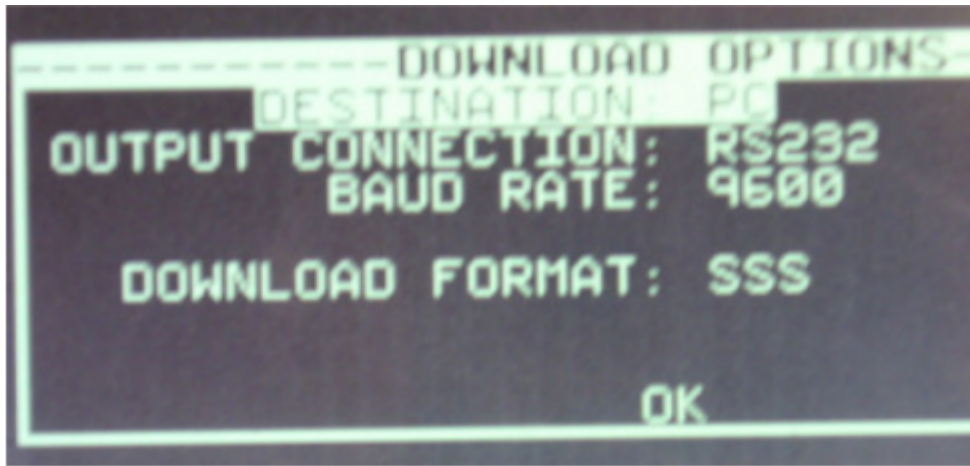 DOWNLOAD OPTIONS
DESTINATION: PC
OUTPUT CONNECTION: RS232
BAUD RATE: 9600
DOWNLOAD FORMAT: SSS
OK